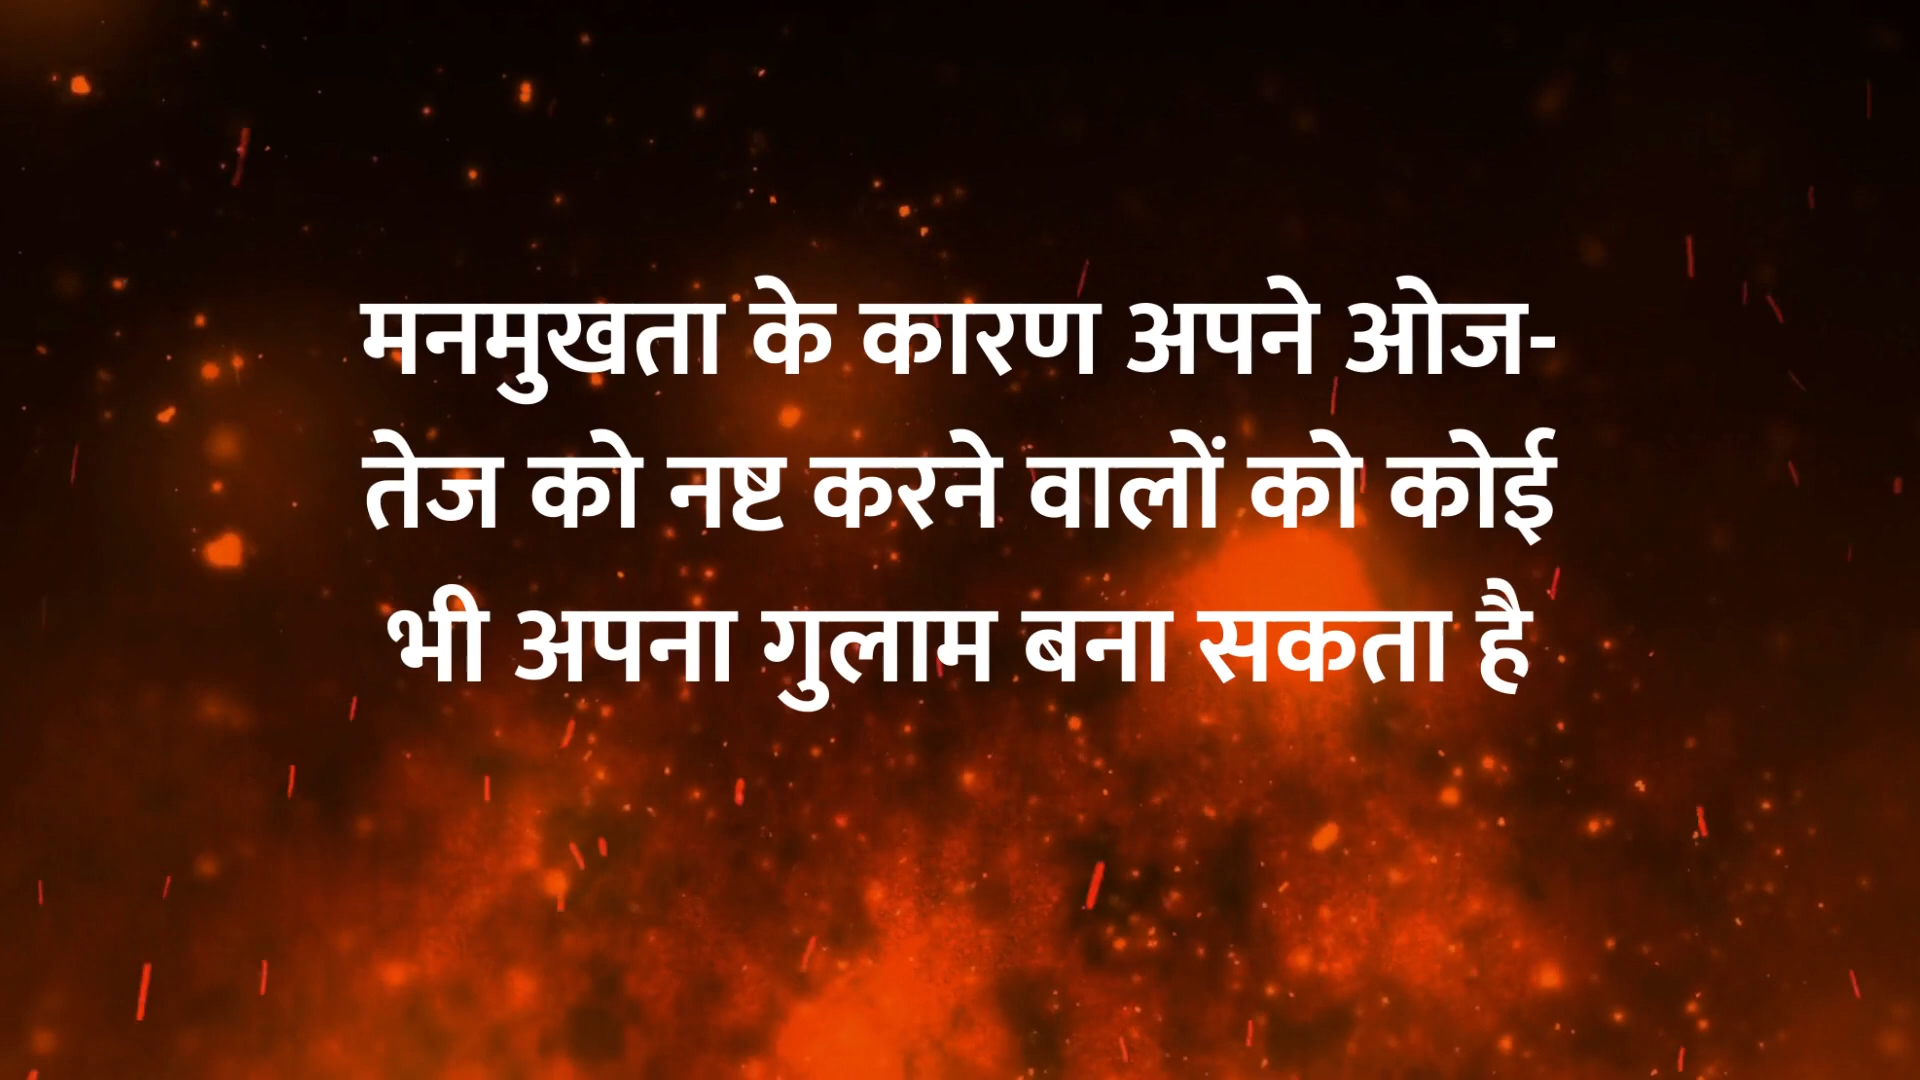 मनमुखता के कारण अपने ओज-
तेज को नष्ट करने वालों को कोई
भी अपना गुलाम बना सकता है